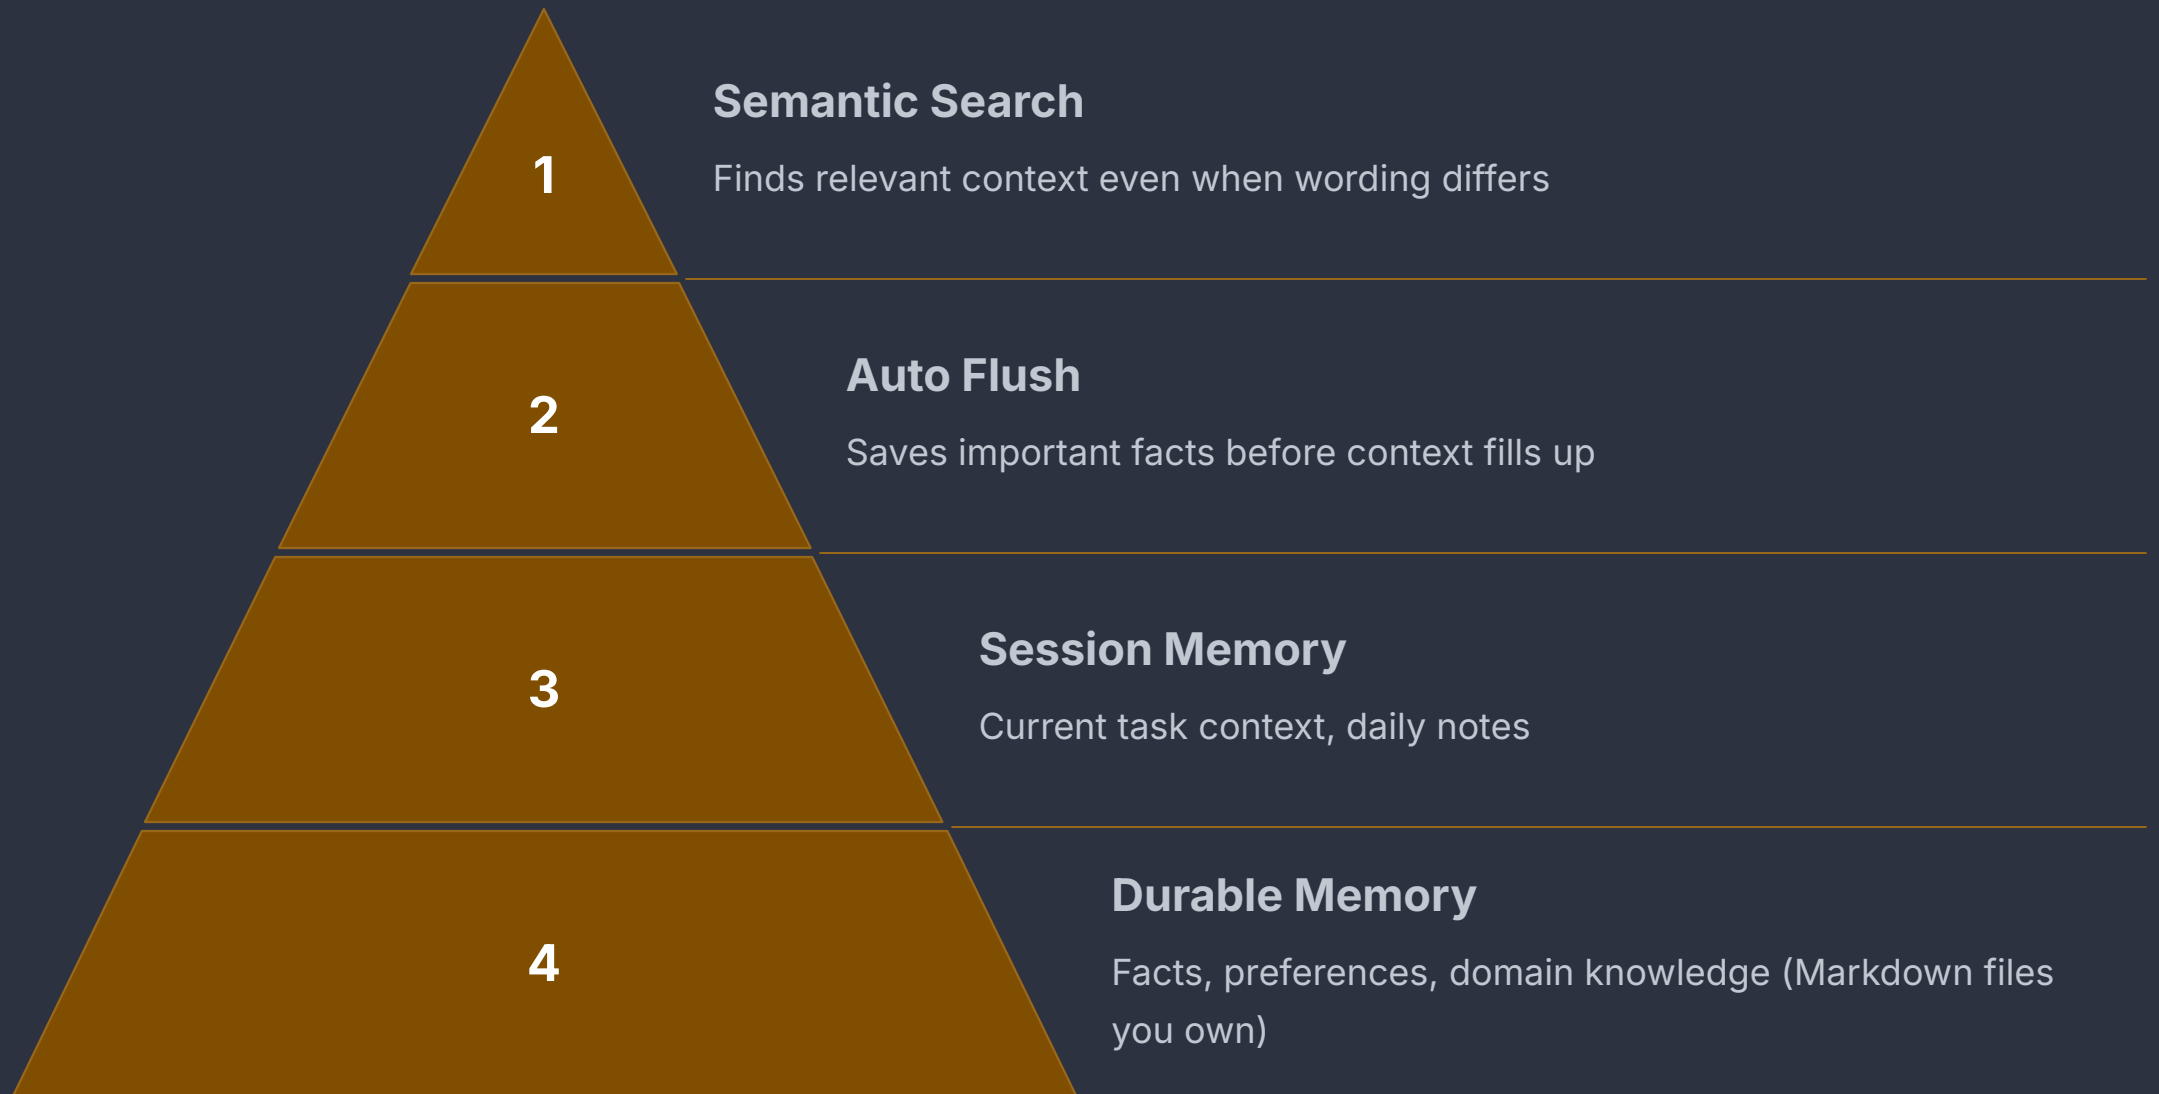 Semantic Search
1
Finds relevant context even when wording differs
Auto Flush
2
Saves important facts before context fills up
Session Memory
3
Current task context, daily notes
Durable Memory
4
Facts, preferences, domain knowledge (Markdown files
you own)